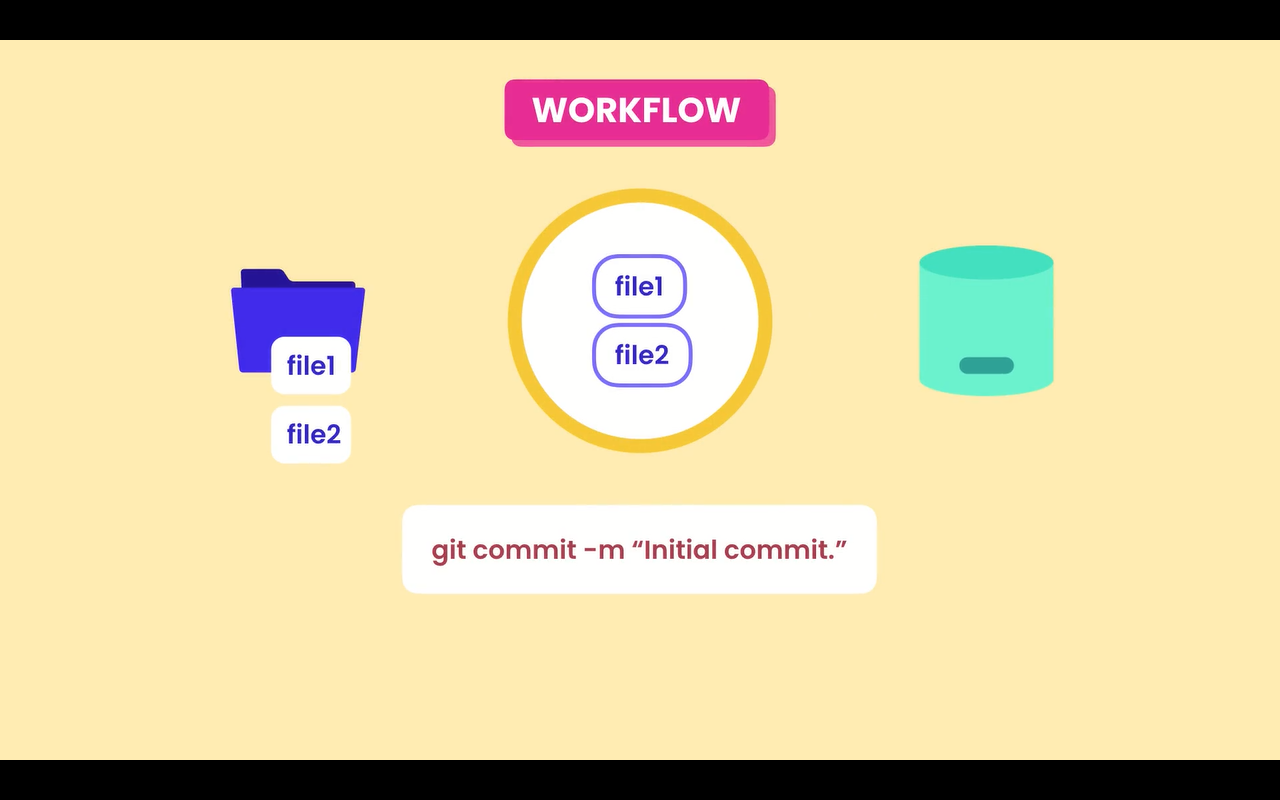 WORKFLOW
file1
file2
file1
file2
git commit -m “Initial commit.”